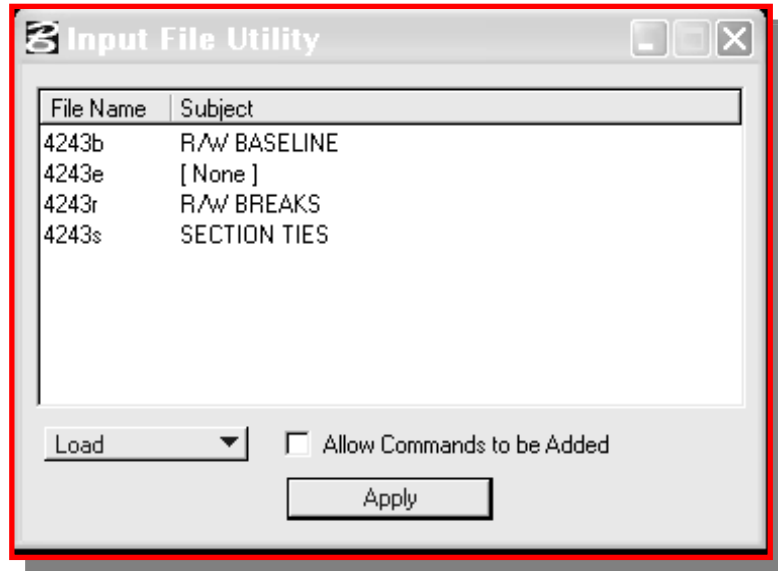 Input File Utility
File Name Subject
4243b R/W BASELINE
4243e [ None ]
4243r R/W BREAKS
4243s SECTION TIES
Load Allow Commands to be Added
Apply